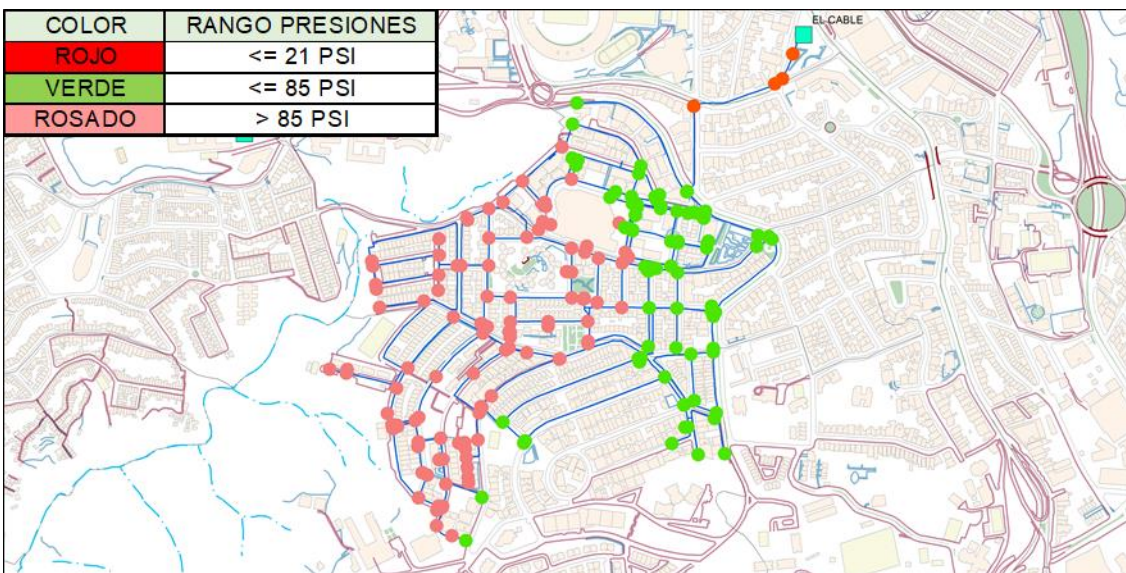 COLOR RANGO PRESIONES
ROJO <= 21 PSI
VERDE <= 85 PSI
ROSADO > 85 PSI
EL CABLE